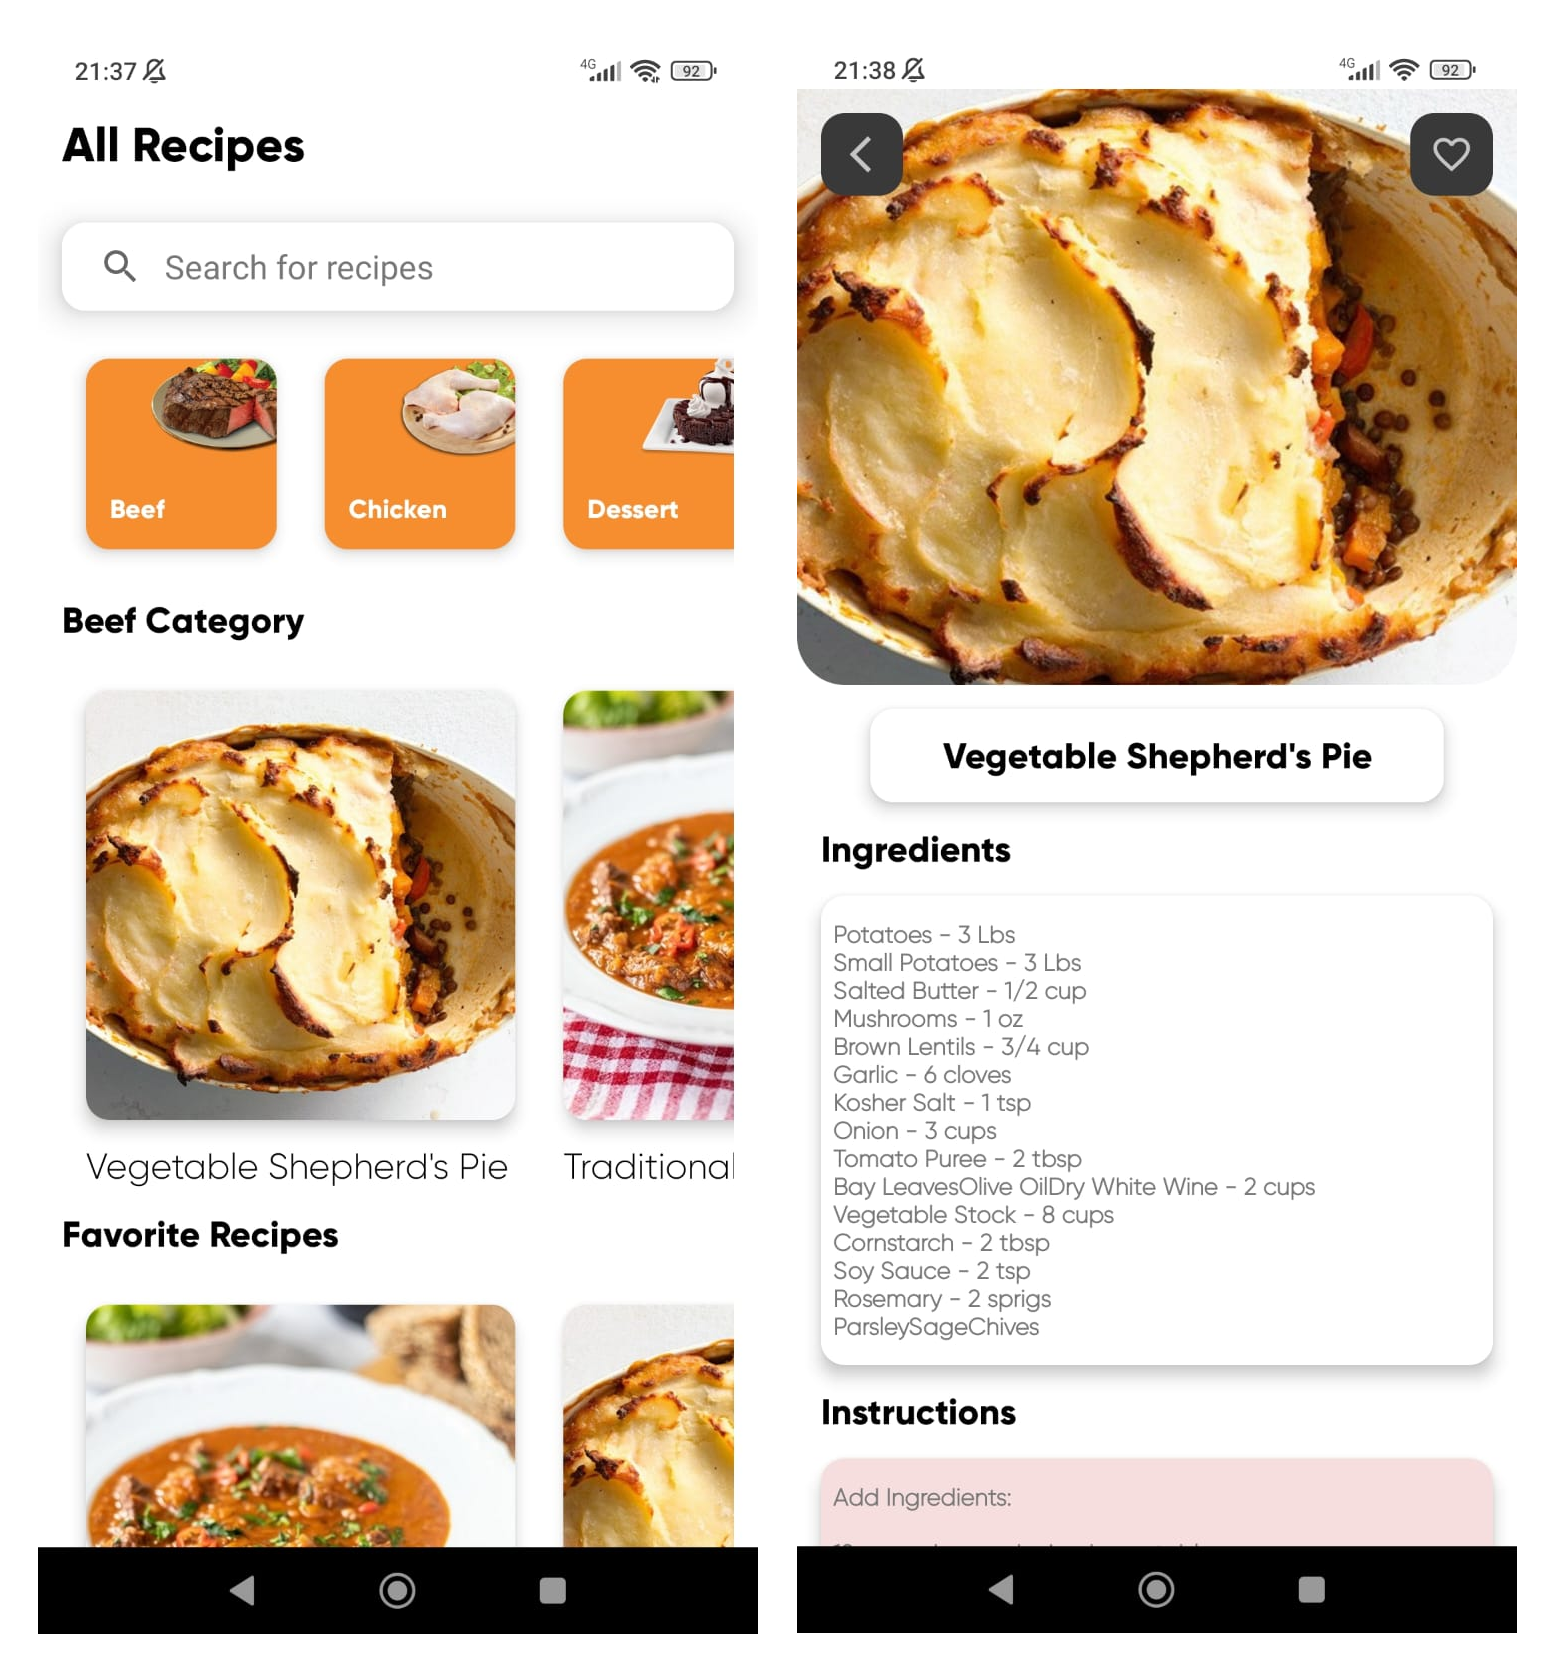 21:37
4G
92
All Recipes
Search for recipes
Beef
Chicken
Dessert
Beef Category
Vegetable Shepherd's Pie
Traditional
Favorite Recipes
21:38
4G
92
Vegetable Shepherd's Pie
Ingredients
Potatoes - 3 Lbs
Small Potatoes - 3 Lbs
Salted Butter - 1/2 cup
Mushrooms - 1 oz
Brown Lentils - 3/4 cup
Garlic - 6 cloves
Kosher Salt - 1 tsp
Onion - 3 cups
Tomato Puree - 2 tbsp
Bay LeavesOlive OilDry White Wine - 2 cups
Vegetable Stock - 8 cups
Cornstarch - 2 tbsp
Soy Sauce - 2 tsp
Rosemary - 2 sprigs
ParsleySageChives
Instructions
Add Ingredients: